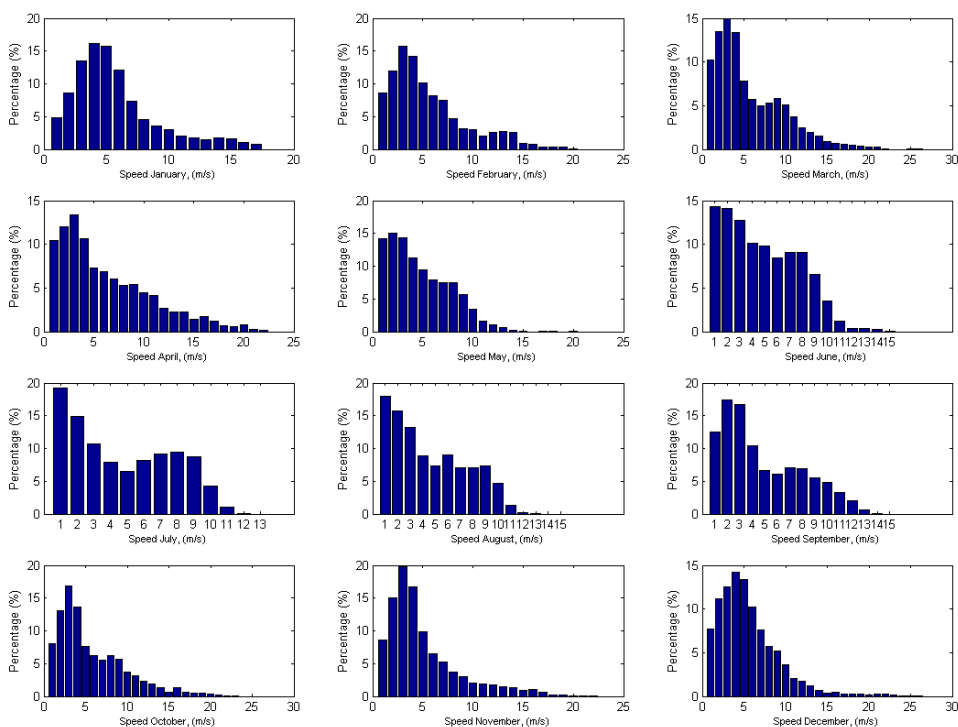 Percentage (%)
20
15
10
5
0
0 5 10 15 20
Speed January, (m/s)
Percentage (%)
20
15
10
5
0
0 5 10 15 20 25
Speed February, (m/s)
Percentage (%)
15
10
5
0
0 5 10 15 20 25 30
Speed March, (m/s)
Percentage (%)
15
10
5
0
0 5 10 15 20 25
Speed April, (m/s)
Percentage (%)
15
10
5
0
0 5 10 15 20 25
Speed May, (m/s)
Percentage (%)
15
10
5
0
1 2 3 4 5 6 7 8 9 10 11 12 13 14 15
Speed June, (m/s)
Percentage (%)
20
15
10
5
0
1 2 3 4 5 6 7 8 9 10 11 12 13
Speed July, (m/s)
Percentage (%)
20
15
10
5
0
1 2 3 4 5 6 7 8 9 10 11 12 13 14 15
Speed August, (m/s)
Percentage (%)
20
15
10
5
0
1 2 3 4 5 6 7 8 9 10 11 12 13 14 15
Speed September, (m/s)
Percentage (%)
20
15
10
5
0
0 5 10 15 20 25 30
Speed October, (m/s)
Percentage (%)
20
15
10
5
0
0 5 10 15 20 25
Speed November, (m/s)
Percentage (%)
15
10
5
0
0 5 10 15 20 25 30
Speed December, (m/s)